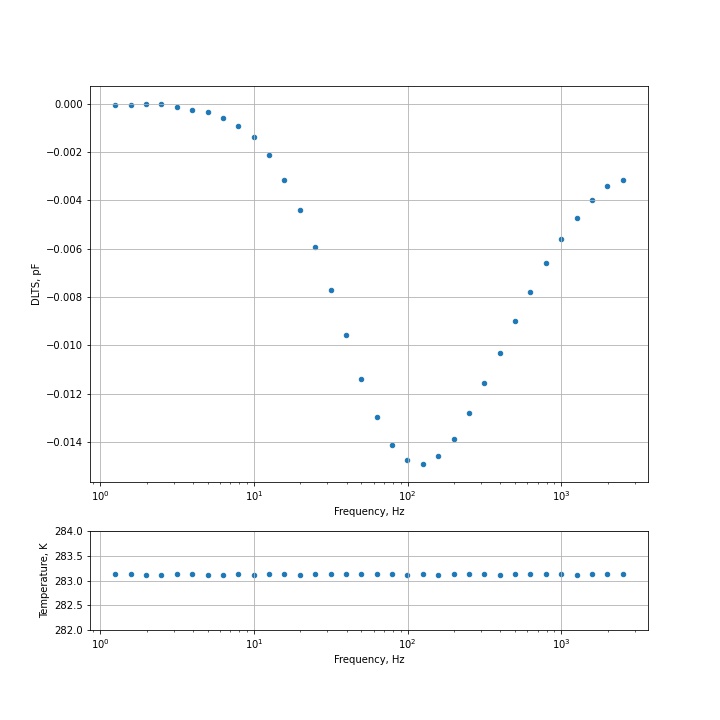 0.000
−0.002
−0.004
−0.006
−0.008
−0.010
−0.012
−0.014
DLTS, pF
10⁰ 10¹ 10² 10³
Frequency, Hz
284.0
283.5
283.0
282.5
282.0
Temperature, K
10⁰ 10¹ 10² 10³
Frequency, Hz